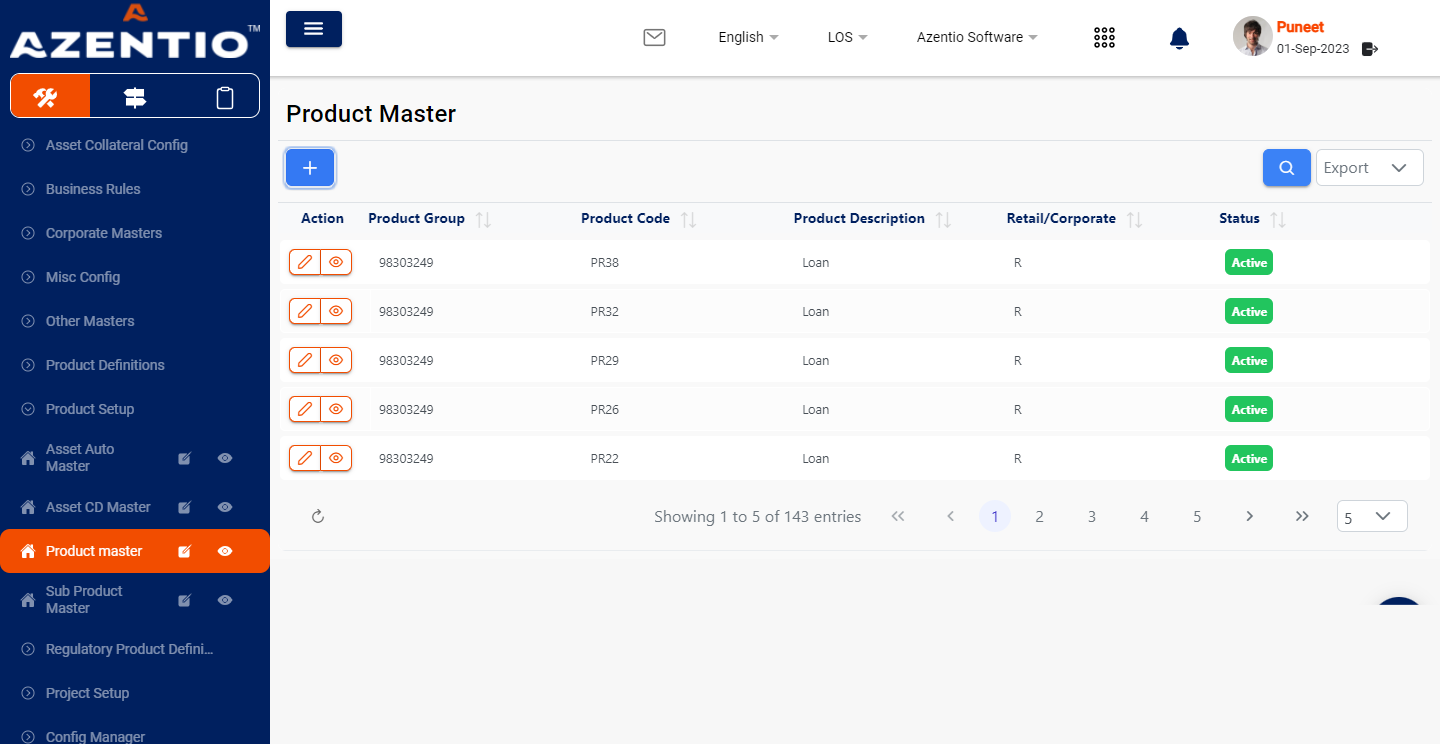 AZENTIO™
Asset Collateral Config
Business Rules
Corporate Masters
Misc Config
Other Masters
Product Definitions
Product Setup
Asset Auto
Master
Asset CD Master
Product master
Sub Product
Master
Regulatory Product Defini...
Project Setup
Config Manager
English LOS Azentio Software
Puneet
01-Sep-2023
Product Master
Export
Action Product Group Product Code Product Description Retail/Corporate Status
98303249 PR38 Loan R Active
98303249 PR32 Loan R Active
98303249 PR29 Loan R Active
98303249 PR26 Loan R Active
98303249 PR22 Loan R Active
Showing 1 to 5 of 143 entries 1 2 3 4 5 5